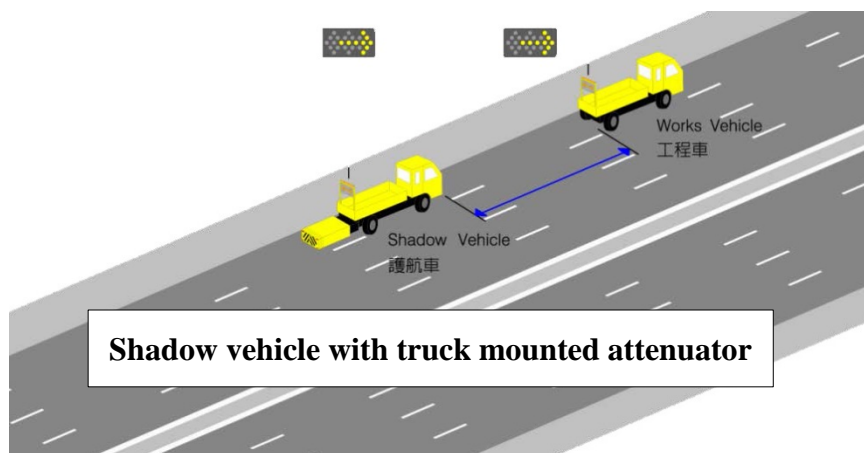 Works Vehicle
工程車
Shadow Vehicle
護航車
Shadow vehicle with truck mounted attenuator